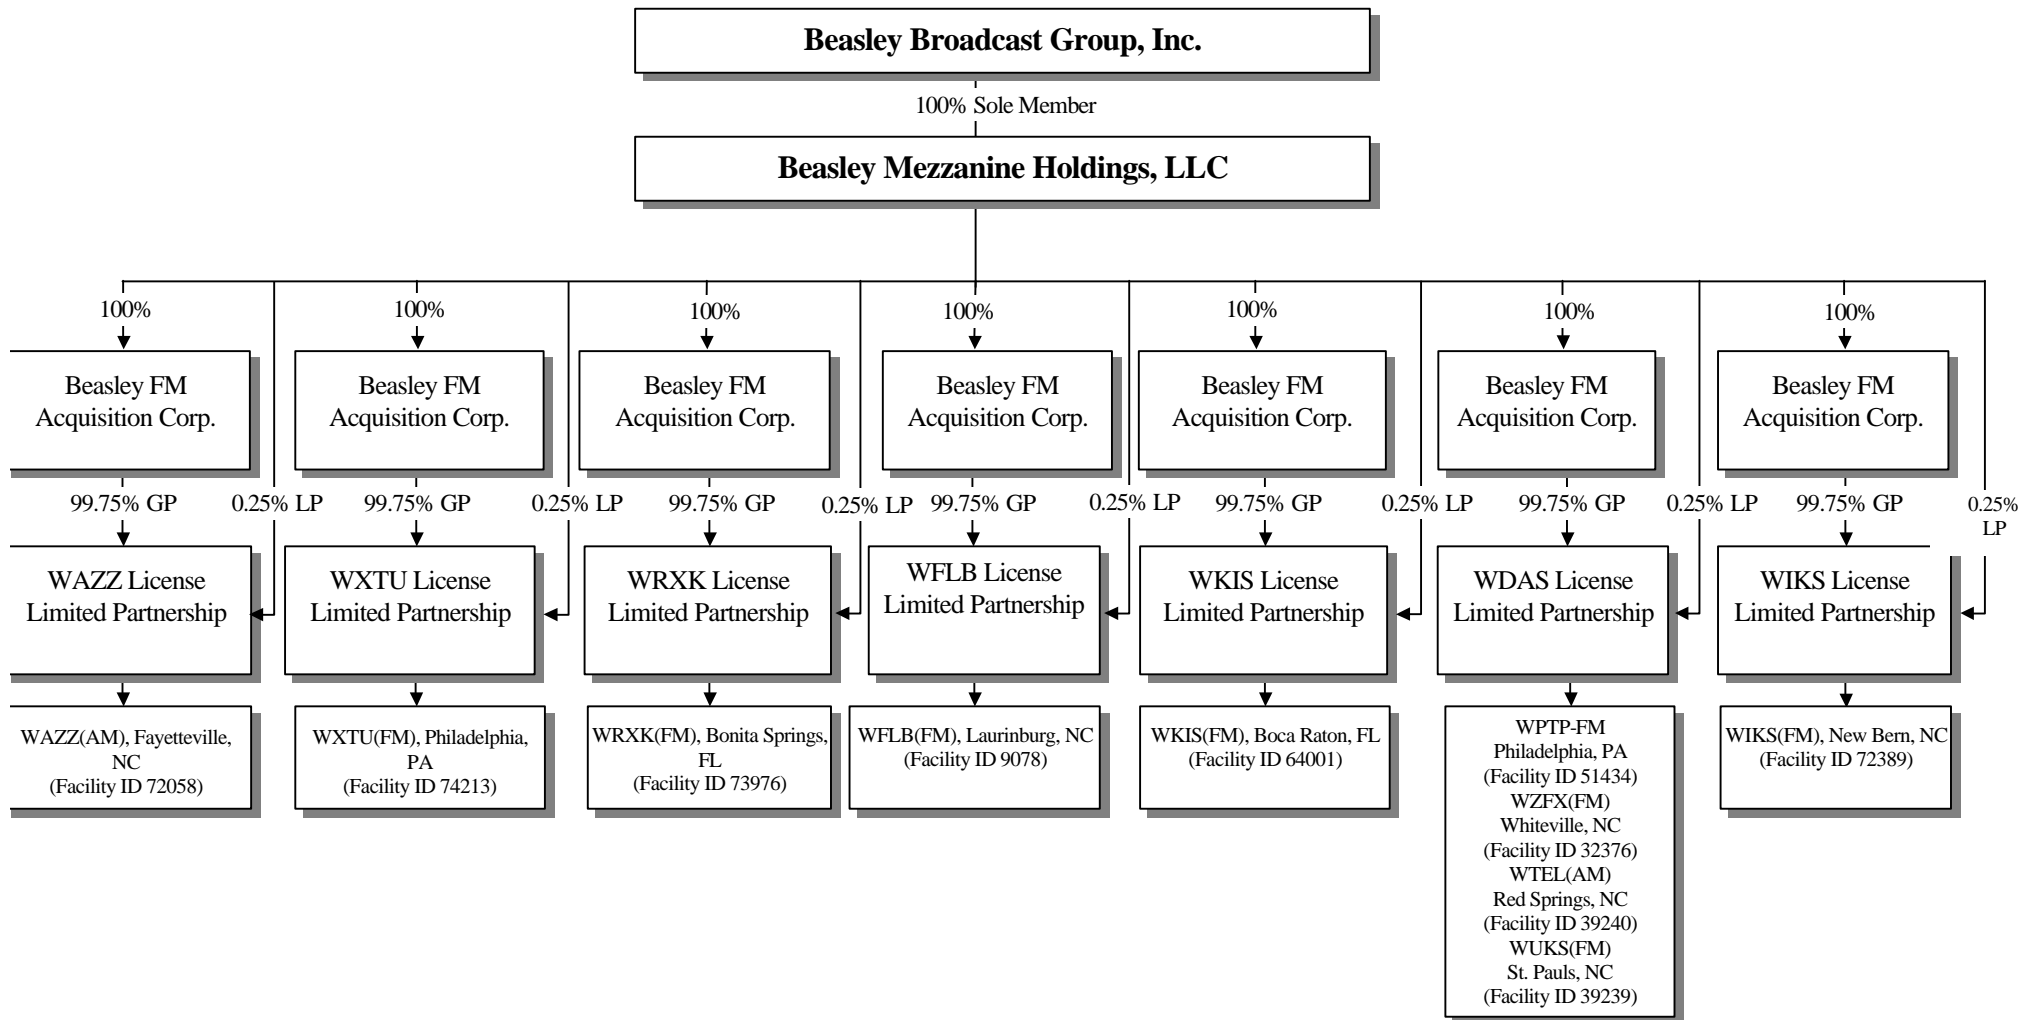 Beasley Broadcast Group, Inc.
100% Sole Member
Beasley Mezzanine Holdings, LLC
100%
100%
100%
100%
100%
100%
100%
Beasley FM
Acquisition Corp.
Beasley FM
Acquisition Corp.
Beasley FM
Acquisition Corp.
Beasley FM
Acquisition Corp.
Beasley FM
Acquisition Corp.
Beasley FM
Acquisition Corp.
Beasley FM
Acquisition Corp.
99.75% GP
0.25% LP
99.75% GP
0.25% LP
99.75% GP
0.25% LP
99.75% GP
0.25% LP
99.75% GP
0.25% LP
99.75% GP
0.25% LP
99.75% GP
0.25%
LP
WAZZ License
Limited Partnership
WXTU License
Limited Partnership
WRXK License
Limited Partnership
WFLB License
Limited Partnership
WKIS License
Limited Partnership
WDAS License
Limited Partnership
WIKS License
Limited Partnership
WAZZ(AM), Fayetteville,
NC
(Facility ID 72058)
WXTU(FM), Philadelphia,
PA
(Facility ID 74213)
WRXK(FM), Bonita Springs,
FL
(Facility ID 73976)
WFLB(FM), Laurinburg, NC
(Facility ID 9078)
WKIS(FM), Boca Raton, FL
(Facility ID 64001)
WPTP-FM
Philadelphia, PA
(Facility ID 51434)
WZFX(FM)
Whiteville, NC
(Facility ID 32376)
WTEL(AM)
Red Springs, NC
(Facility ID 39240)
WUKS(FM)
St. Pauls, NC
(Facility ID 39239)
WIKS(FM), New Bern, NC
(Facility ID 72389)